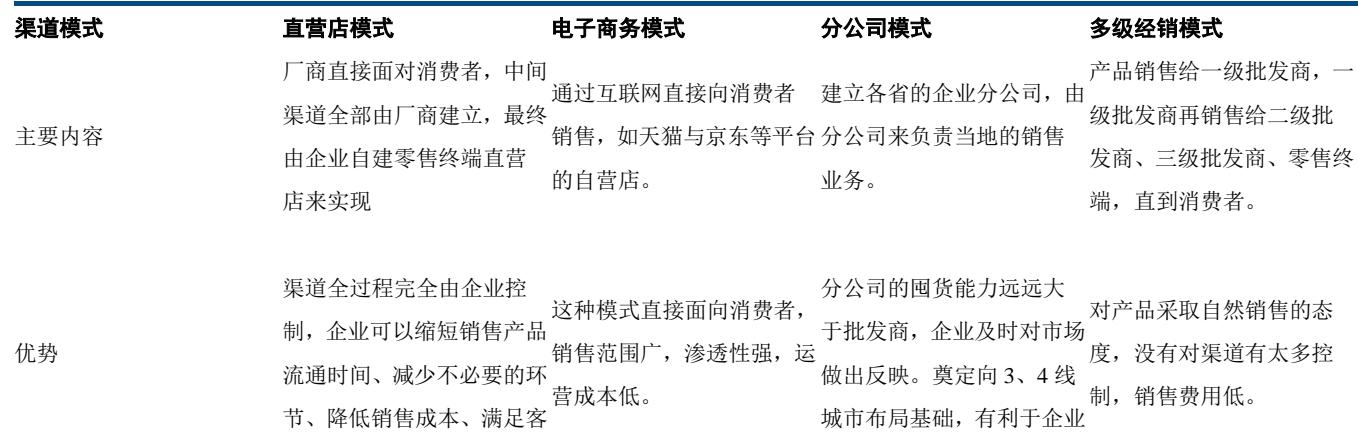 渠道模式 直营店模式 电子商务模式 分公司模式 多级经销模式
主要内容
厂商直接面对消费者，中间
渠道全部由厂商建立，最终
由企业自建零售终端直营
店来实现
通过互联网直接向消费者
销售，如天猫与京东等平台
的自营店。
建立各省的企业分公司，由
分公司来负责当地的销售
业务。
产品销售给一级批发商，一
级批发商再销售给二级批
发商、三级批发商、零售终
端，直到消费者。
优势
渠道全过程完全由企业控
制，企业可以缩短销售产品
流通时间、减少不必要的环
节、降低销售成本、满足客
这种模式直接面向消费者，
销售范围广，渗透性强，运
营成本低。
分公司的囤货能力远远大
于批发商，企业及时对市场
做出反映。奠定向 3、4 线
城市布局基础，有利于企业
对产品采取自然销售的态
度，没有对渠道有太多控
制，销售费用低。